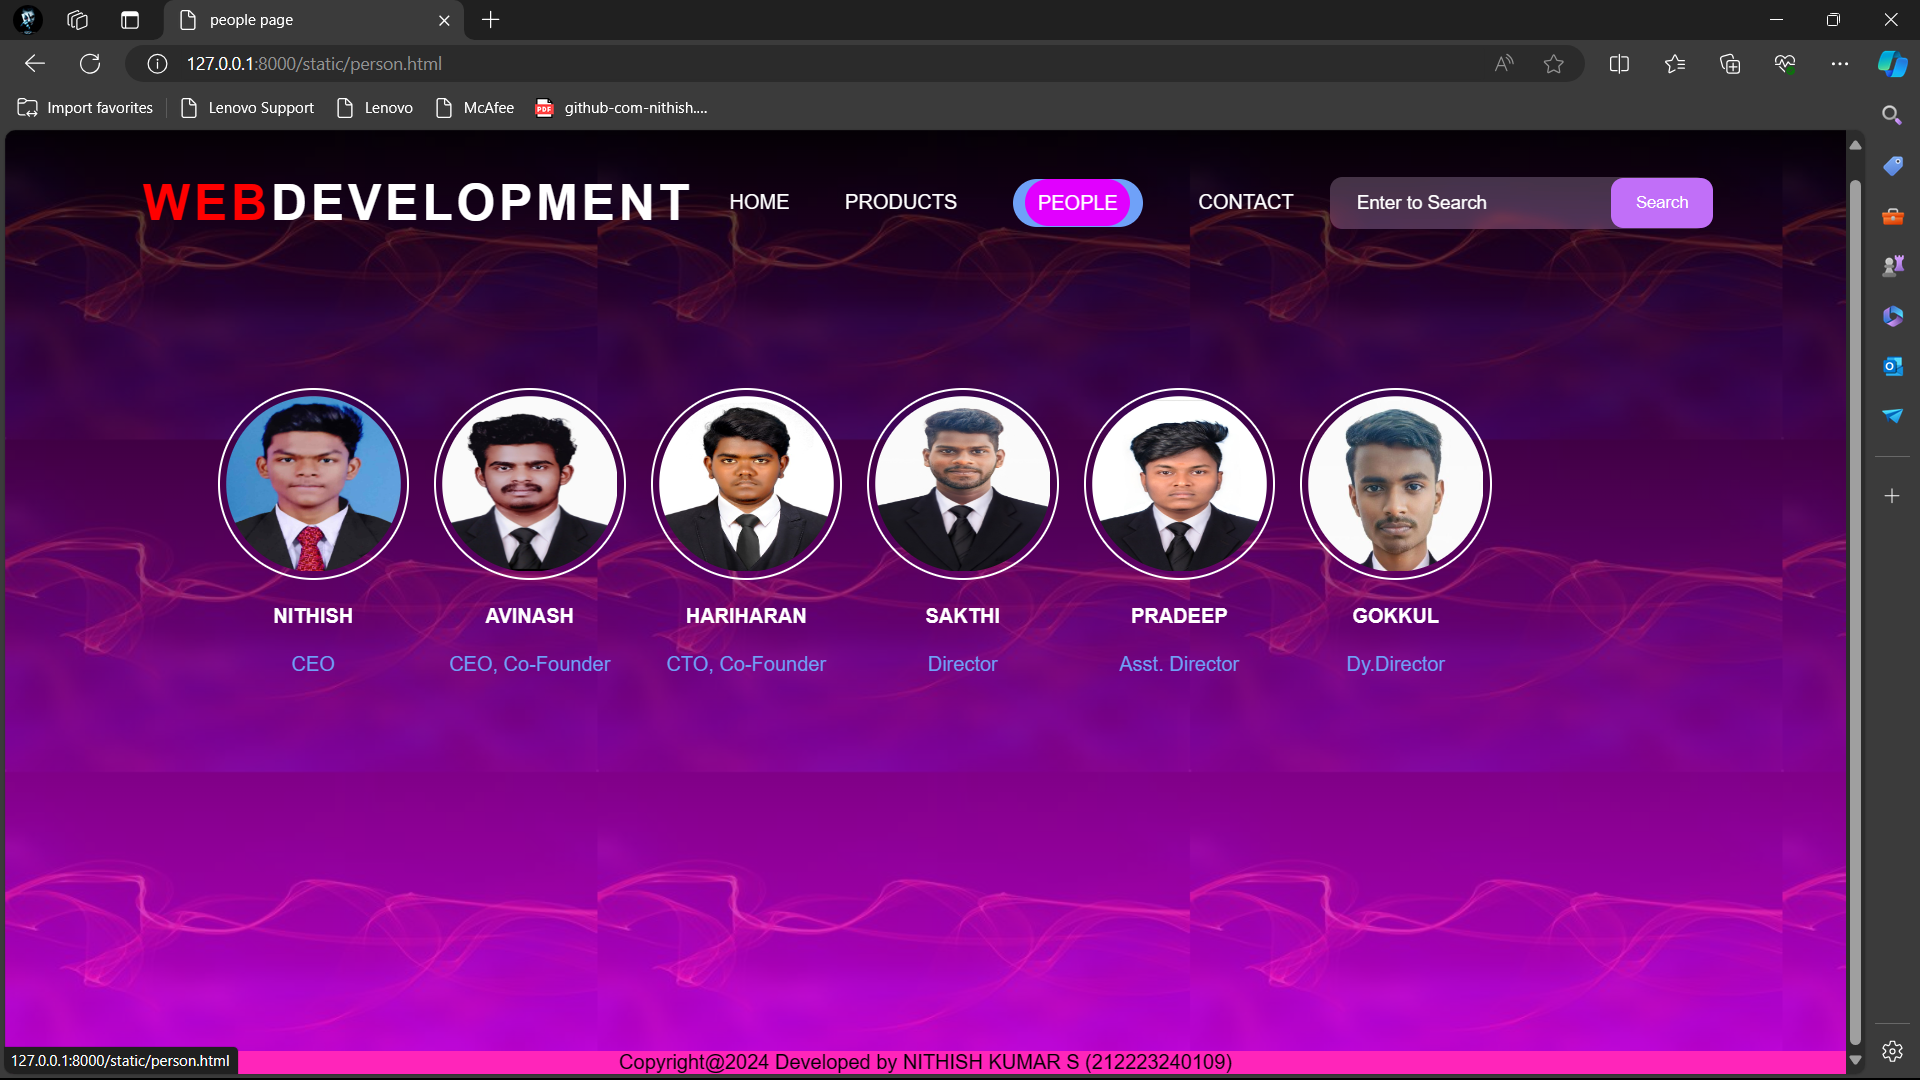 people page
127.0.0.1:8000/static/person.html
Import favorites
Lenovo Support
Lenovo
McAfee
PDF
github-com-nithish....
WEBDEVELOPMENT
HOME
PRODUCTS
PEOPLE
CONTACT
Enter to Search
Search
NITHISH
AVINASH
HARIHARAN
SAKTHI
PRADEEP
GOKKUL
CEO
CEO, Co-Founder
CTO, Co-Founder
Director
Asst. Director
Dy.Director
127.0.0.1:8000/static/person.html
Copyright@2024 Developed by NITHISH KUMAR S (212223240109)